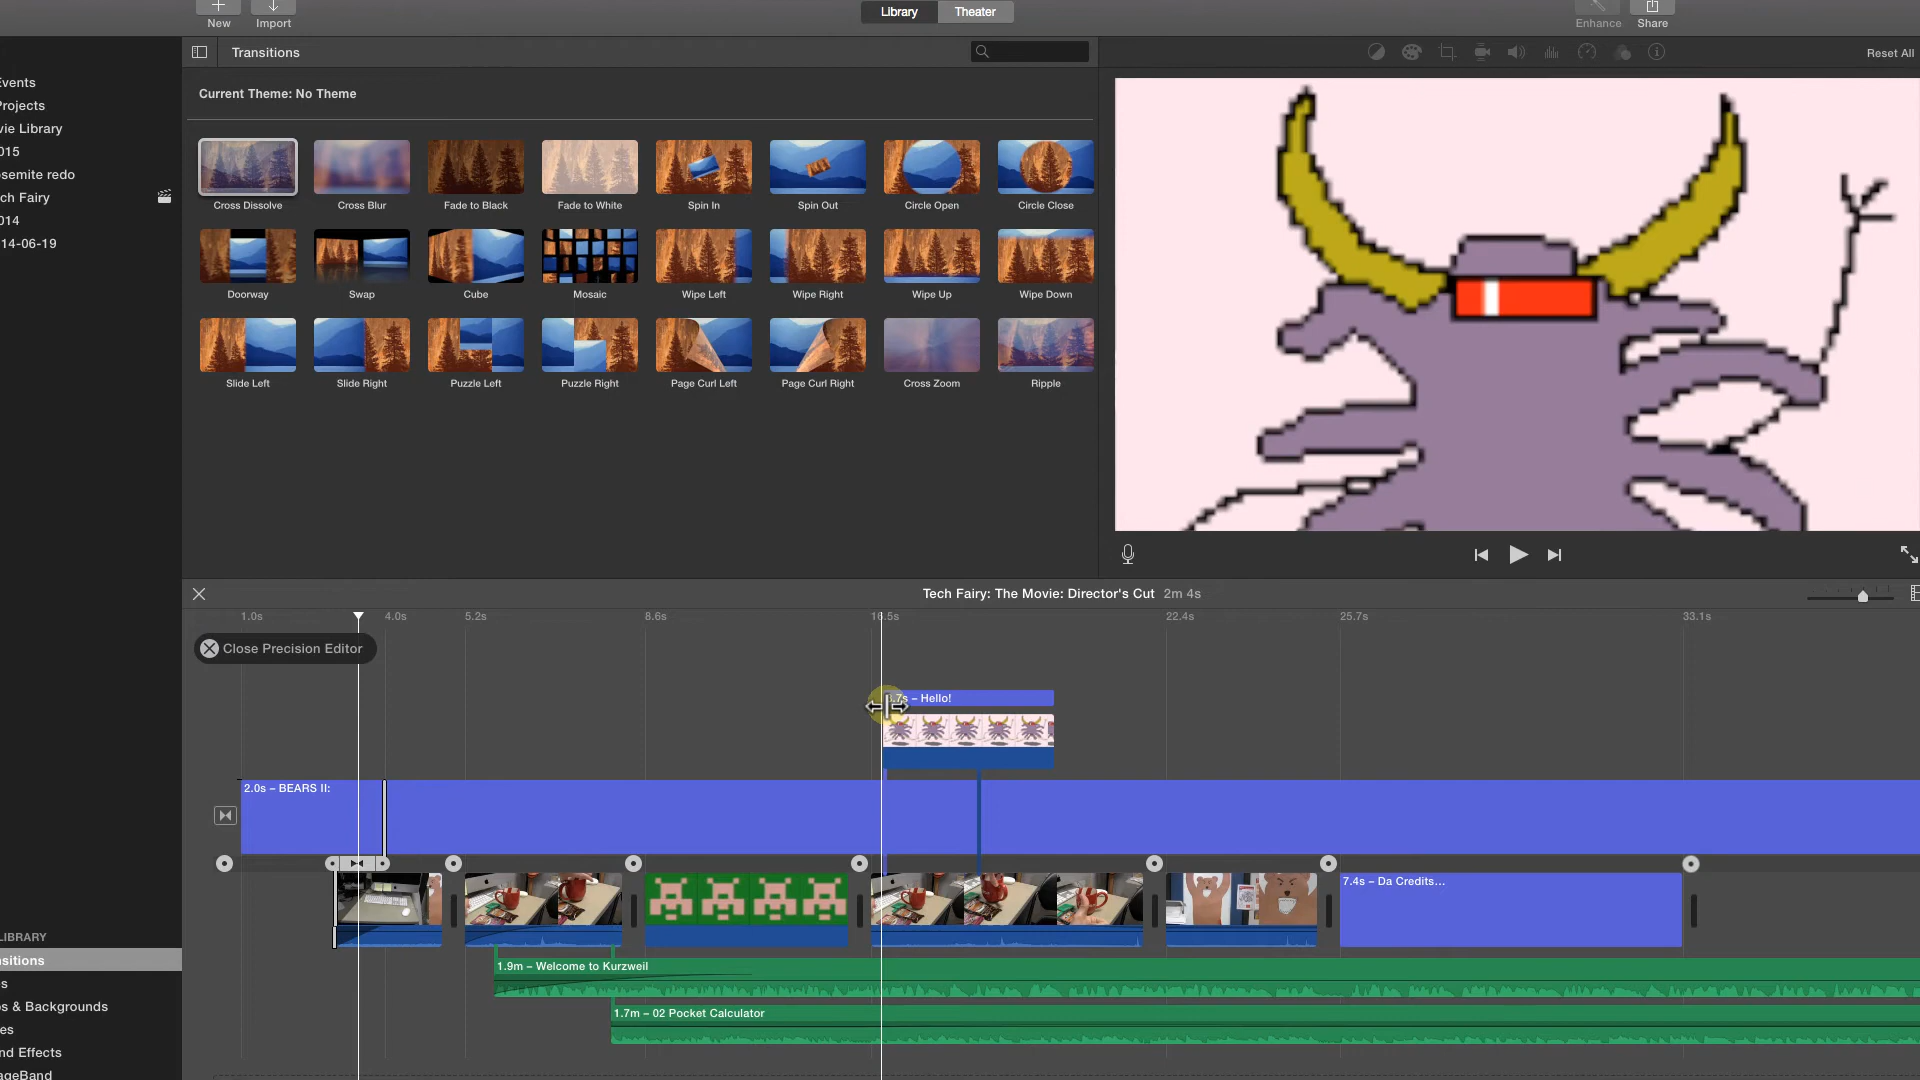 New
Import
Library
Theater
Enhance
Share
Transitions
Reset All
Events
Projects
vie Library
015
semite redo
ch Fairy
014
14-06-19
Current Theme: No Theme
Cross Dissolve
Cross Blur
Fade to Black
Fade to White
Spin In
Spin Out
Circle Open
Circle Close
Doorway
Swap
Cube
Mosaic
Wipe Left
Wipe Right
Wipe Up
Wipe Down
Slide Left
Slide Right
Puzzle Left
Puzzle Right
Page Curl Left
Page Curl Right
Cross Zoom
Ripple
Tech Fairy: The Movie: Director's Cut 2m 4s
1.0s
4.0s
5.2s
8.6s
16.5s
22.4s
25.7s
33.1s
Close Precision Editor
.7s – Hello!
2.0s – BEARS II:
7.4s – Da Credits...
1.9m – Welcome to Kurzweil
1.7m – 02 Pocket Calculator
LIBRARY
sitions
s
s & Backgrounds
es
nd Effects
ageBand